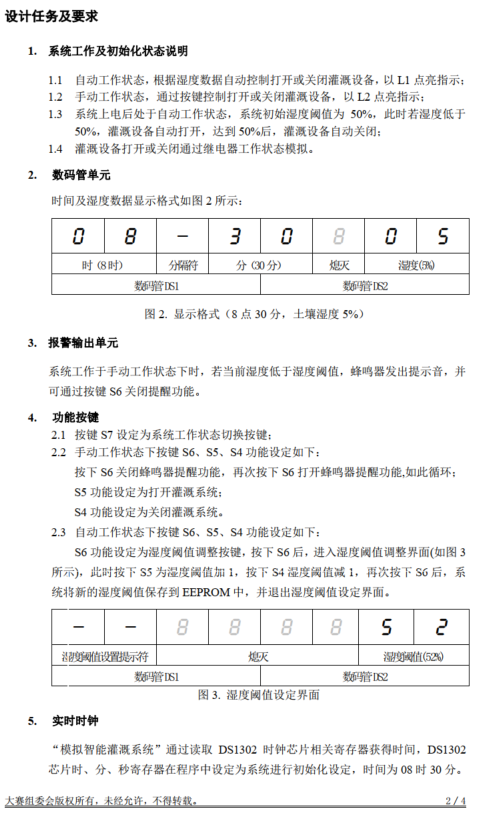 设计任务及要求
1. 系统工作及初始化状态说明
1.1 自动工作状态，根据湿度数据自动控制打开或关闭灌溉设备，以 L1 点亮指示；
1.2 手动工作状态，通过按键控制打开或关闭灌溉设备，以 L2 点亮指示；
1.3 系统上电后处于自动工作状态，系统初始湿度阈值为 50%，此时若湿度低于
50%，灌溉设备自动打开，达到 50%后，灌溉设备自动关闭；
1.4 灌溉设备打开或关闭通过继电器工作状态模拟。
2. 数码管单元
时间及湿度数据显示格式如图 2 所示：
0 8 - 3 0 8 0 5
时（8 时） 分隔符 分（30 分） 熄灭 湿度(5%)
数码管 DS1 数码管 DS2
图 2. 显示格式（8 点 30 分，土壤湿度 5%）
3. 报警输出单元
系统工作于手动工作状态下时，若当前湿度低于湿度阈值，蜂鸣器发出提示音，并
可通过按键 S6 关闭提醒功能。
4. 功能按键
2.1 按键 S7 设定为系统工作状态切换按键；
2.2 手动工作状态下按键 S6、S5、S4 功能设定如下：
按下 S6 关闭蜂鸣器提醒功能，再次按下 S6 打开蜂鸣器提醒功能,如此循环；
S5 功能设定为打开灌溉系统；
S4 功能设定为关闭灌溉系统。
2.3 自动工作状态下按键 S6、S5、S4 功能设定如下：
S6 功能设定为湿度阈值调整按键，按下 S6 后，进入湿度阈值调整界面(如图 3
所示)，此时按下 S5 为湿度阈值加 1，按下 S4 湿度阈值减 1，再次按下 S6 后，系
统将新的湿度阈值保存到 EEPROM 中，并退出湿度阈值设定界面。
- - 8 8 8 8 5 2
湿度阈值设置提示符 熄灭 湿度阈值(52%)
数码管 DS1 数码管 DS2
图 3. 湿度阈值设定界面
5. 实时时钟
“模拟智能灌溉系统”通过读取 DS1302 时钟芯片相关寄存器获得时间，DS1302
芯片时、分、秒寄存器在程序中设定为系统进行初始化设定，时间为 08 时 30 分。
大赛组委会版权所有，未经允许，不得转载。 2 / 4